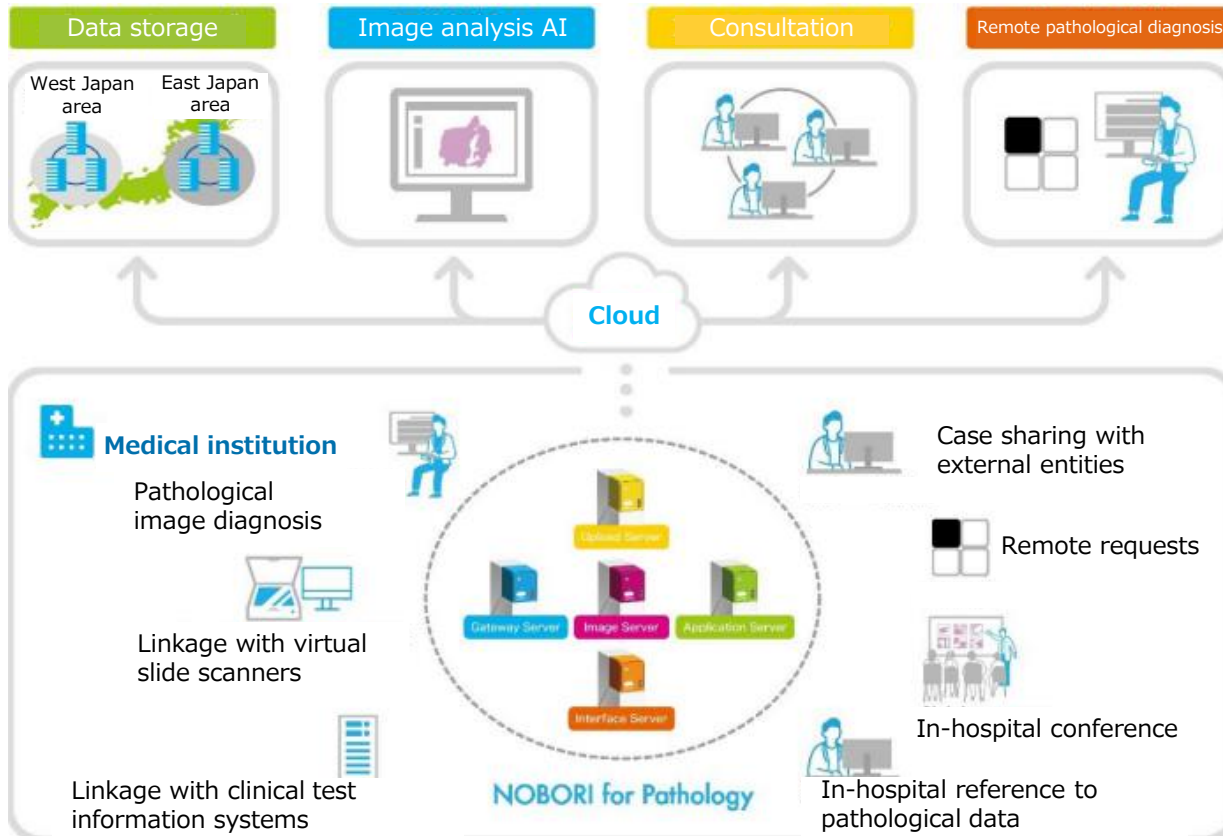 Data storage
Image analysis AI
Consultation
Remote pathological diagnosis
West Japan
area
East Japan
area
Cloud
Medical institution
Pathological
image diagnosis
Linkage with virtual
slide scanners
Linkage with clinical test
information systems
Upload Server
Gateway Server
Image Server
Application Server
Interface Server
NOBORI for Pathology
Case sharing with
external entities
Remote requests
In-hospital conference
In-hospital reference to
pathological data